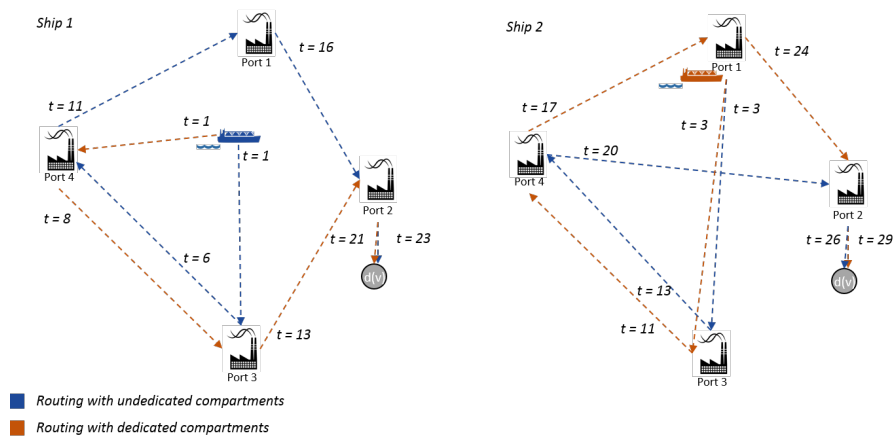 Ship 1
Port 1
t = 16
t = 11
t = 1
t = 1
Port 4
Port 2
t = 8
t = 6
t = 21
t = 23
d(v)
t = 13
Port 3
Ship 2
Port 1
t = 24
t = 17
t = 3
t = 3
t = 20
Port 4
Port 2
t = 26
t = 29
d(v)
t = 13
t = 11
Port 3
Routing with undedicated compartments
Routing with dedicated compartments